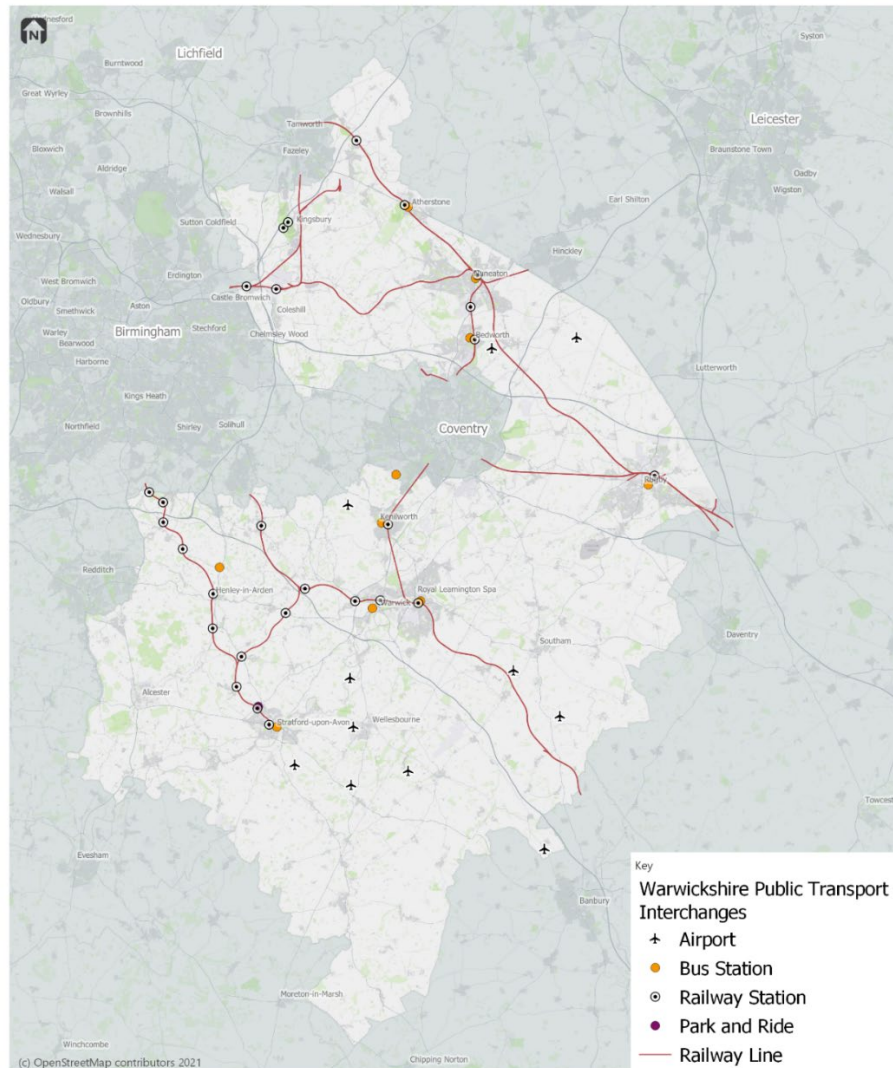 N
Wednesford
Lichfield
Burntwood
Great Wyrley
Brownhills
Syston
Tamworth
Leicester
Bloxwich
Fazeley
Aldridge
Braunstone Town
Walsall
Oadby
Wigston
Atherstone
Earl Shilton
Sutton Coldfield
Kingsbury
Wednesbury
Hinckley
Erdington
Nuneaton
West Bromwich
Oldbury
Aston
Castle Bromwich
Smethwick
Coleshill
Birmingham
Stechford
Warley
Chelmsley Wood
Bedworth
Bearwood
Harborne
Lutterworth
Kings Heath
Northfield
Shirley
Solihull
Coventry
Rugby
Kenilworth
Redditch
Henley-in-Arden
Royal Leamington Spa
Warwick
Daventry
Southam
Alcester
Stratford-upon-Avon
Wellesbourne
Towcest
Evesham
Banbury
Moreton-in-Marsh
Winchcombe
Chipping Norton
Key
Warwickshire Public Transport
Interchanges
Airport
Bus Station
Railway Station
Park and Ride
Railway Line
(c) OpenStreetMap contributors 2021